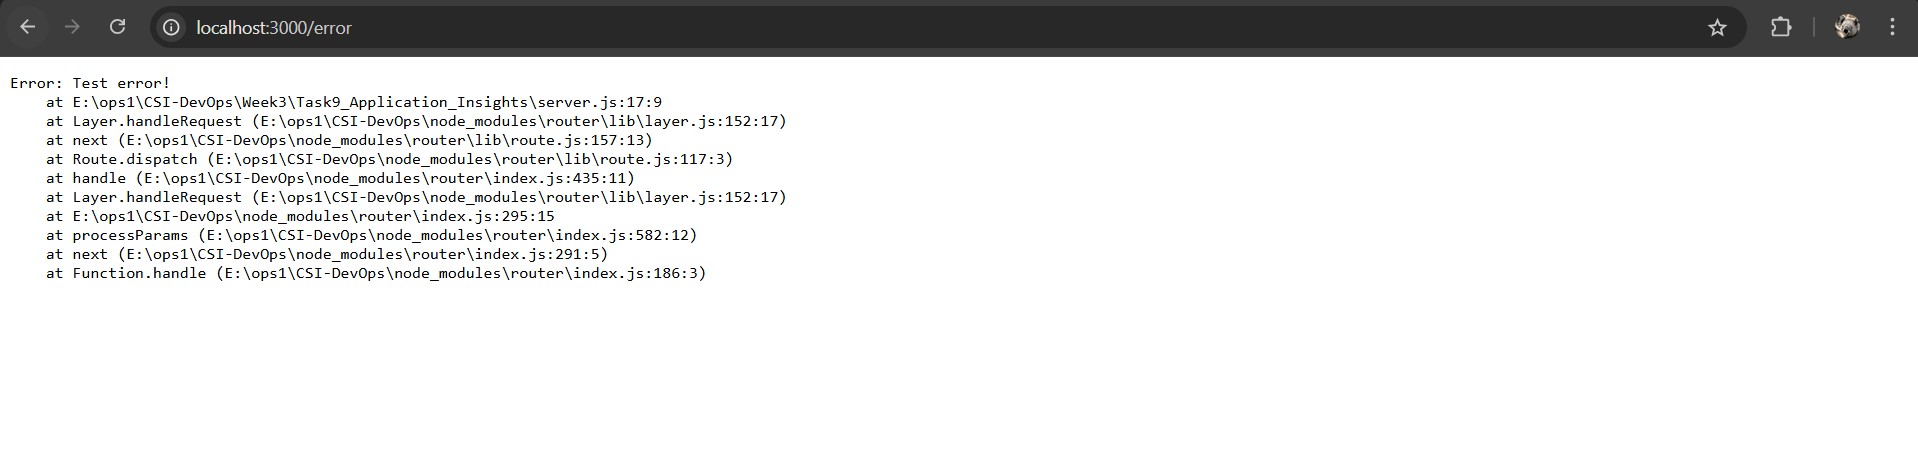 localhost:3000/error
Error: Test error!
    at E:\ops1\CSI-DevOps\Week3\Task9_Application_Insights\server.js:17:9
    at Layer.handleRequest (E:\ops1\CSI-DevOps\node_modules\router\lib\layer.js:152:17)
    at next (E:\ops1\CSI-DevOps\node_modules\router\lib\route.js:157:13)
    at Route.dispatch (E:\ops1\CSI-DevOps\node_modules\router\lib\route.js:117:3)
    at handle (E:\ops1\CSI-DevOps\node_modules\router\index.js:435:11)
    at Layer.handleRequest (E:\ops1\CSI-DevOps\node_modules\router\lib\layer.js:152:17)
    at E:\ops1\CSI-DevOps\node_modules\router\index.js:295:15
    at processParams (E:\ops1\CSI-DevOps\node_modules\router\index.js:582:12)
    at next (E:\ops1\CSI-DevOps\node_modules\router\index.js:291:5)
    at Function.handle (E:\ops1\CSI-DevOps\node_modules\router\index.js:186:3)